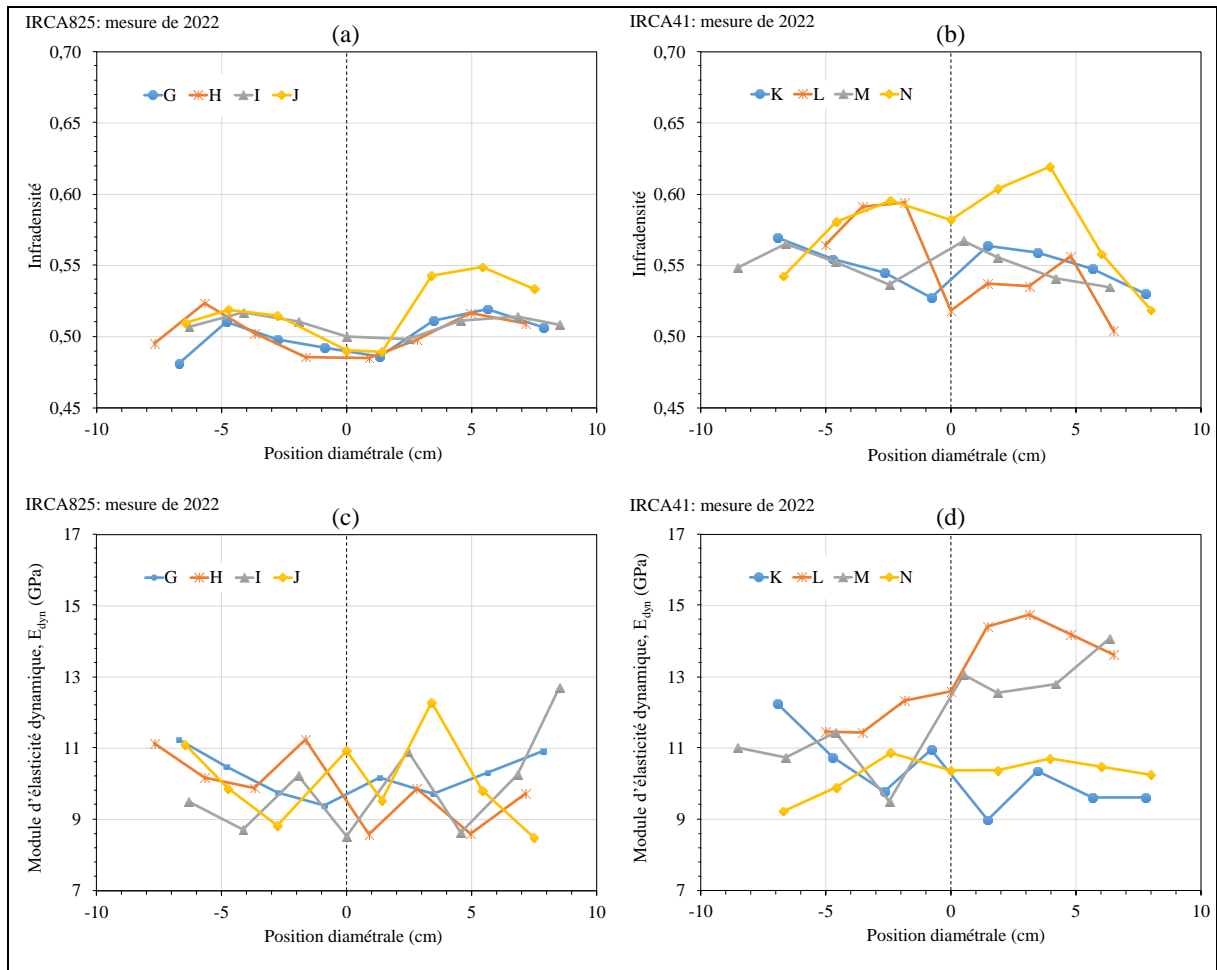 IRCA825: mesure de 2022
(a)
0,70
0,65
0,60
0,55
0,50
0,45
Infradensité
G H I J
-10 -5 0 5 10
Position diamétrale (cm)
IRCA41: mesure de 2022
(b)
0,70
0,65
0,60
0,55
0,50
0,45
Infradensité
K L M N
-10 -5 0 5 10
Position diamétrale (cm)
IRCA825: mesure de 2022
(c)
17
15
13
11
9
7
Module d'élasticité dynamique, Edyn (GPa)
G H I J
-10 -5 0 5 10
Position diamétrale (cm)
IRCA41: mesure de 2022
(d)
17
15
13
11
9
7
Module d'élasticité dynamique, Edyn (GPa)
K L M N
-10 -5 0 5 10
Position diamétrale (cm)